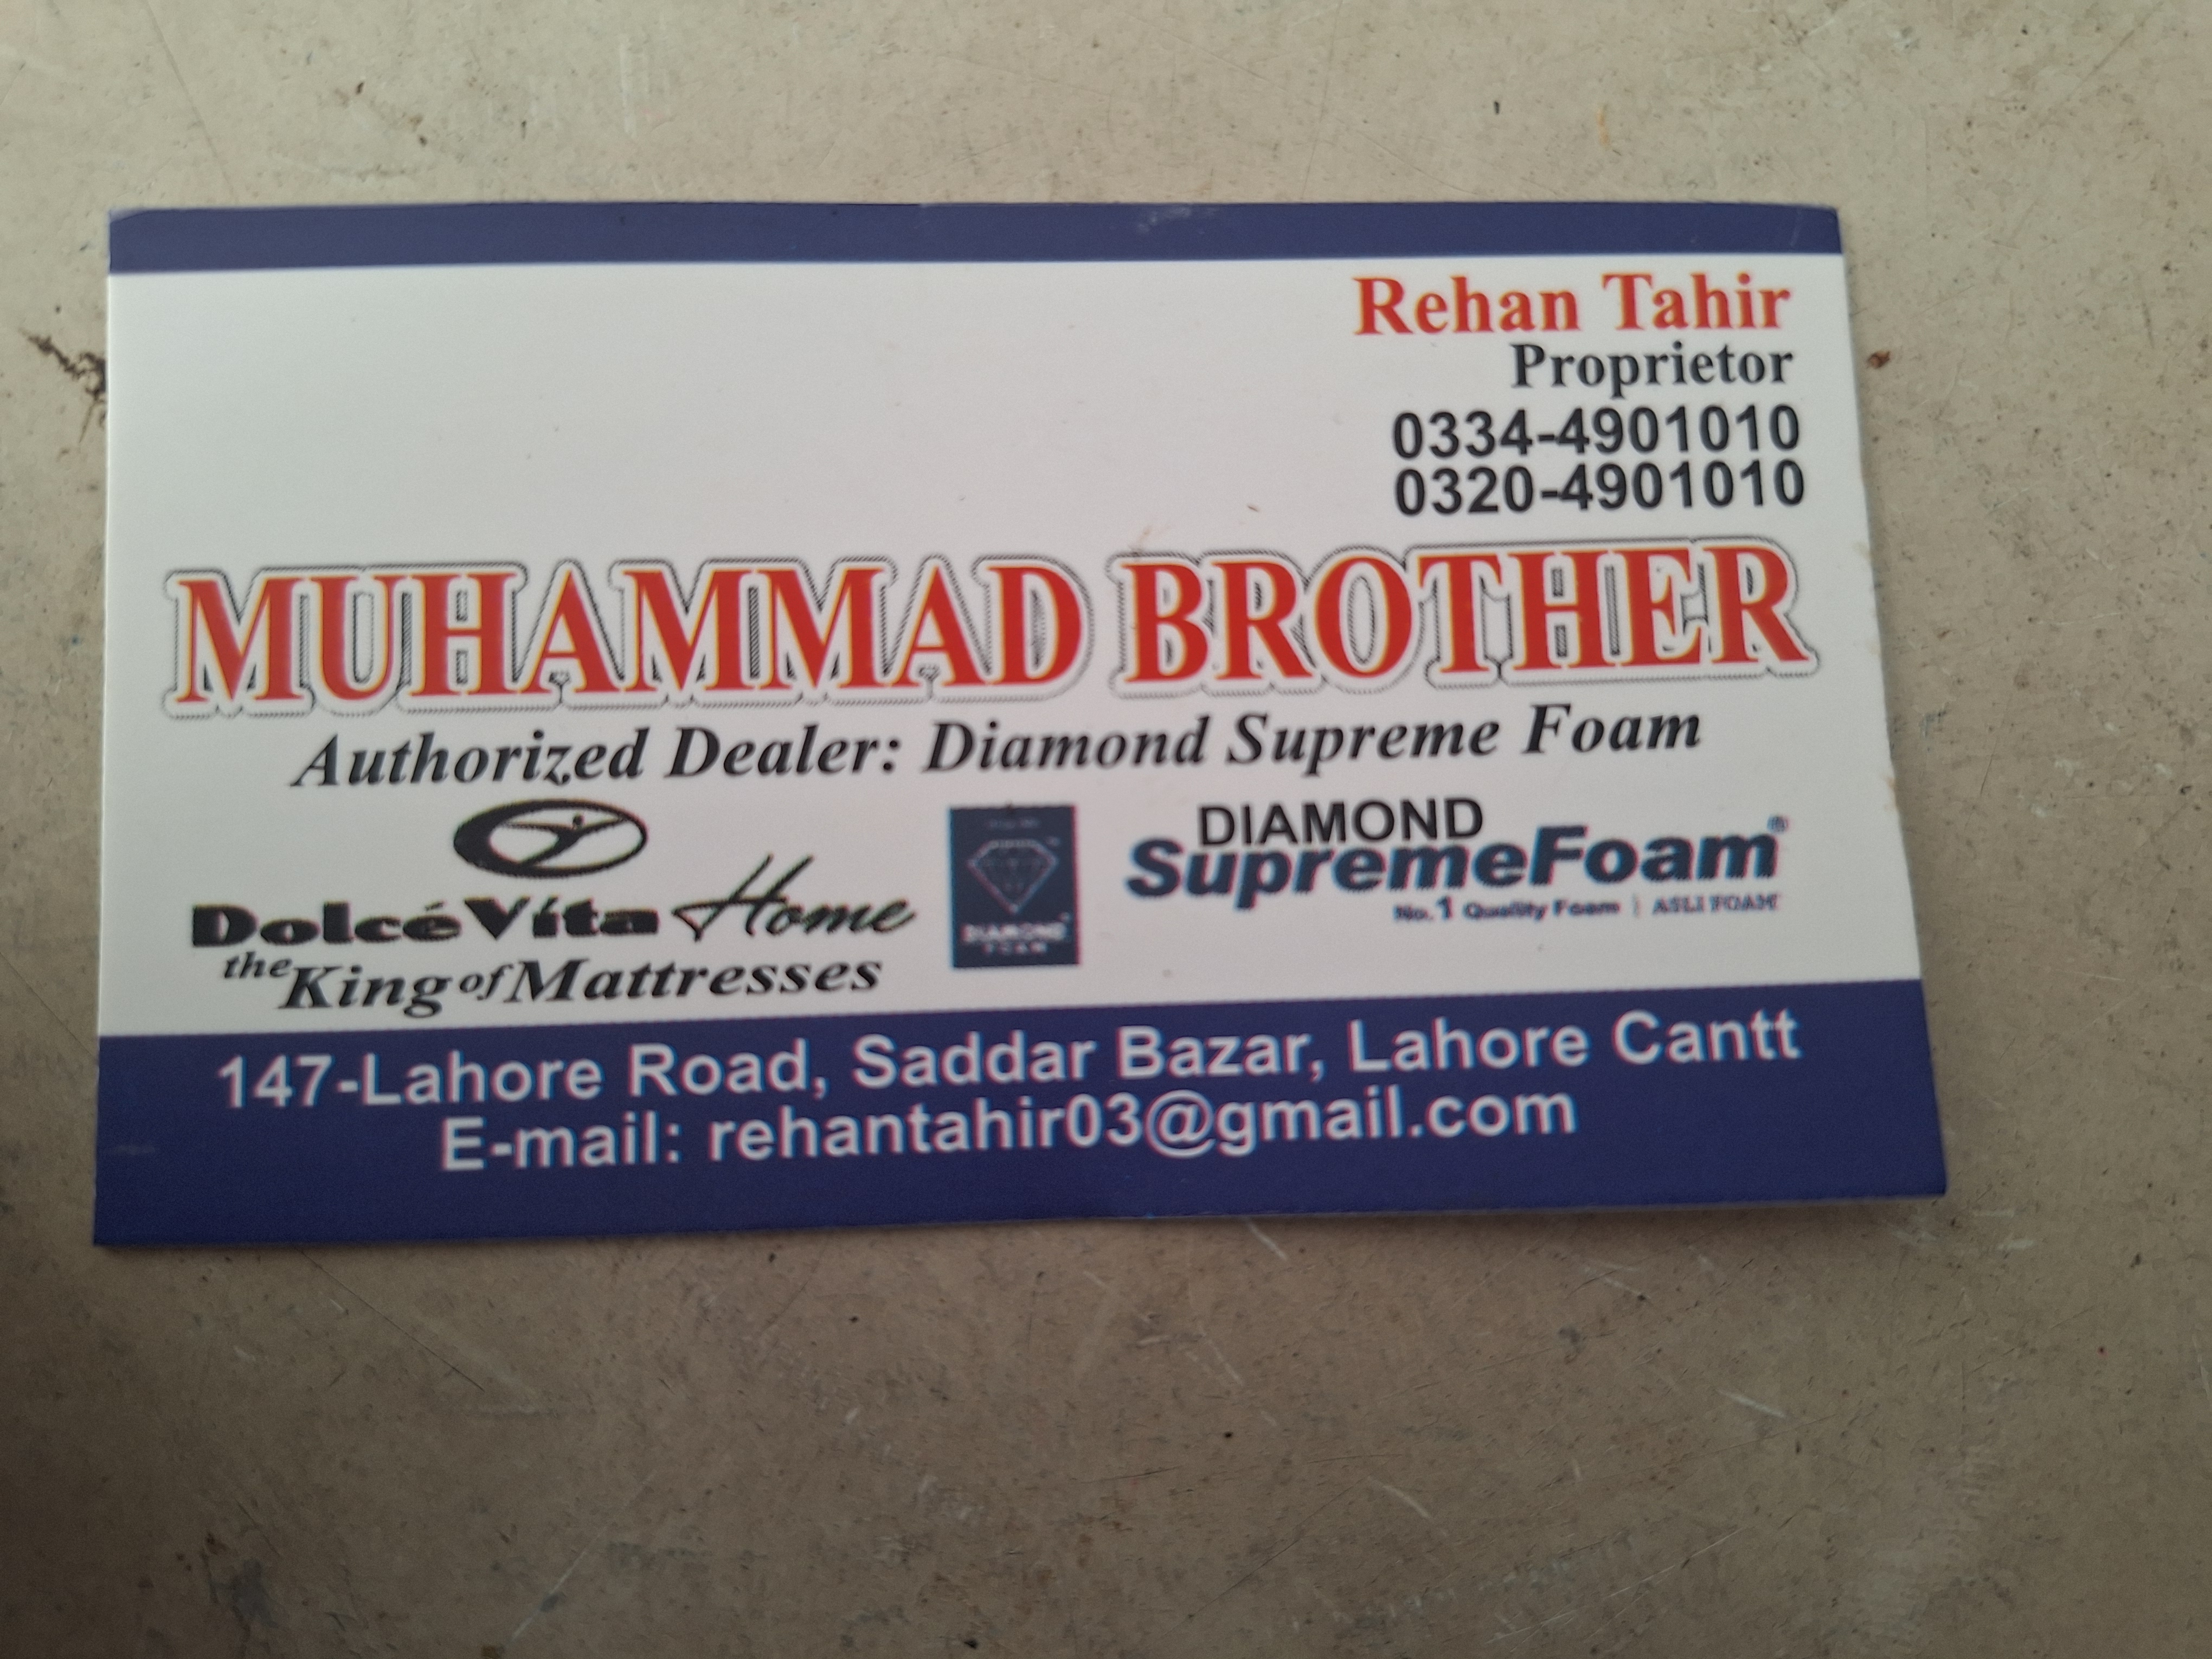 Rehan Tahir
Proprietor
0334-4901010
0320-4901010
MUHAMMAD BROTHER
Authorized Dealer: Diamond Supreme Foam
DolcéVita Home
the King of Mattresses
DIAMOND
FOAM
DIAMOND
SupremeFoam®
No.1 Quality Foam | ASLI FOAM
147-Lahore Road, Saddar Bazar, Lahore Cantt
E-mail: rehantahir03@gmail.com